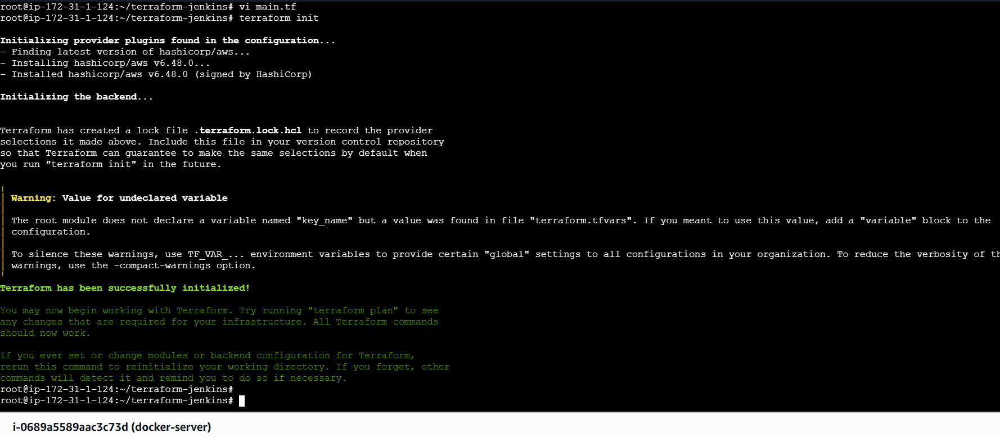 root@ip-172-31-1-124:~/terraform-jenkins# vi main.tf
root@ip-172-31-1-124:~/terraform-jenkins# terraform init
Initializing provider plugins found in the configuration...
- Finding latest version of hashicorp/aws...
- Installing hashicorp/aws v6.48.0...
- Installed hashicorp/aws v6.48.0 (signed by HashiCorp)
Initializing the backend...
Terraform has created a lock file .terraform.lock.hcl to record the provider
selections it made above. Include this file in your version control repository
so that Terraform can guarantee to make the same selections by default when
you run "terraform init" in the future.
Warning: Value for undeclared variable
The root module does not declare a variable named "key_name" but a value was found in file "terraform.tfvars". If you meant to use this value, add a "variable" block to the
configuration.
To silence these warnings, use TF_VAR_... environment variables to provide certain "global" settings to all configurations in your organization. To reduce the verbosity of
warnings, use the -compact-warnings option.
Terraform has been successfully initialized!
You may now begin working with Terraform. Try running "terraform plan" to see
any changes that are required for your infrastructure. All Terraform commands
should now work.
If you ever set or change modules or backend configuration for Terraform,
rerun this command to reinitialize your working directory. If you forget, other
commands will detect it and remind you to do so if necessary.
root@ip-172-31-1-124:~/terraform-jenkins#
root@ip-172-31-1-124:~/terraform-jenkins#
i-0689a5589aac3c73d (docker-server)